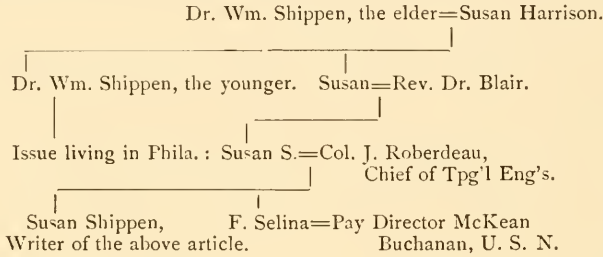 Dr. Wm. Shippen, the elder=Susan Harrison.
Dr. Wm. Shippen, the younger. Susan=Rev. Dr. Blair.
Issue living in Phila.: Susan S.=Col. J. Roberdeau,
Chief of Tpg'l Eng's.
Susan Shippen, F. Selina=Pay Director McKean
Writer of the above article. Buchanan, U. S. N.